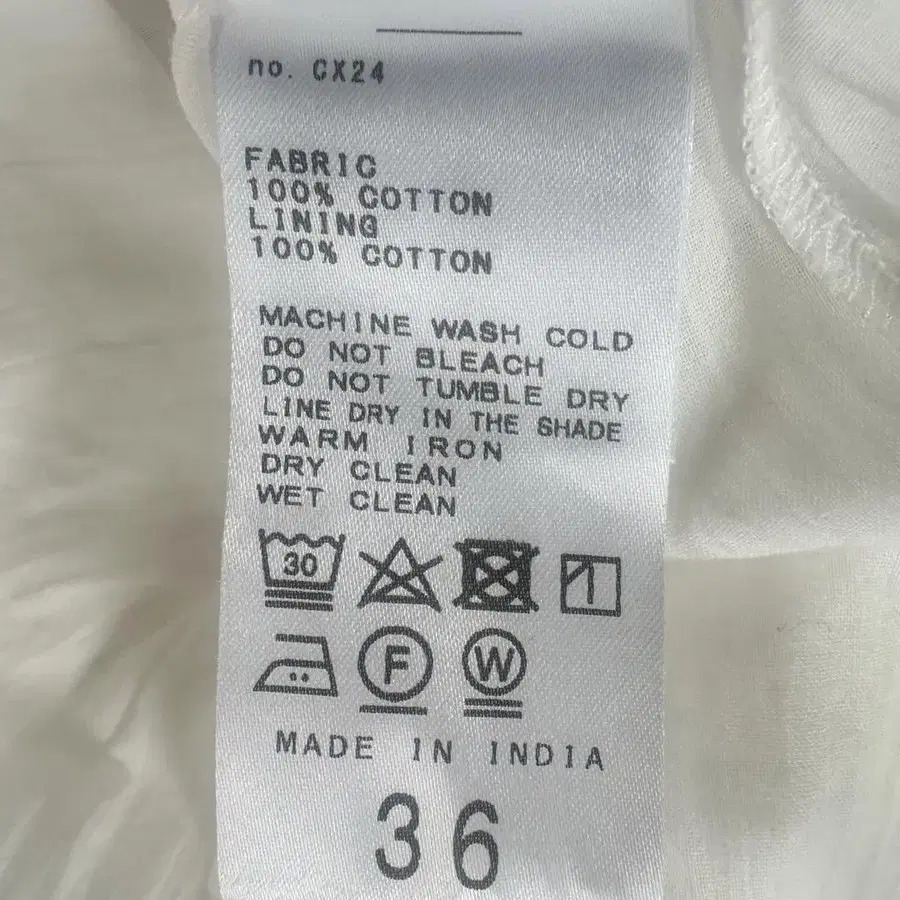 no. CX24
FABRIC
100% COTTON
LINING
100% COTTON
MACHINE WASH COLD
DO NOT BLEACH
DO NOT TUMBLE DRY
LINE DRY IN THE SHADE
WARM IRON
DRY CLEAN
WET CLEAN
30
F W
MADE IN INDIA
36